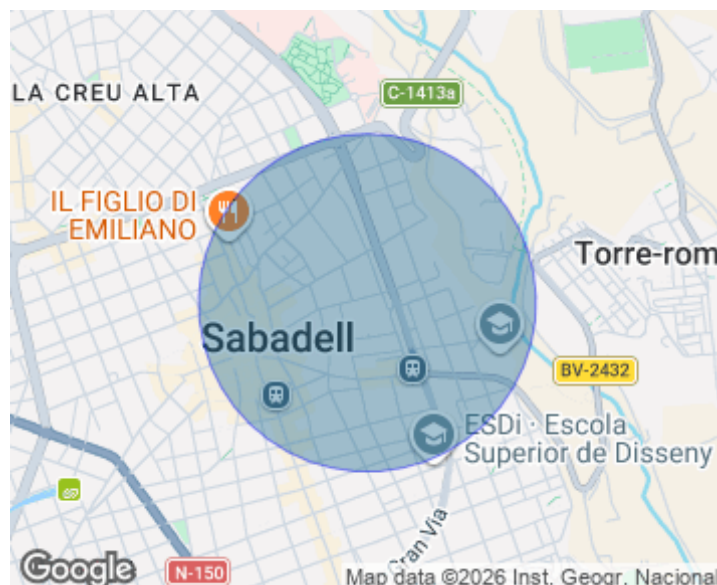 LA CREU ALTA
C-1413a
IL FIGLIO DI
EMILIANO
Torre-rom
Sabadell
BV-2432
ESDi · Escola
Superior de Disseny
Gran Via
Google
N-150
Map data ©2026 Inst. Geogr. Nacional